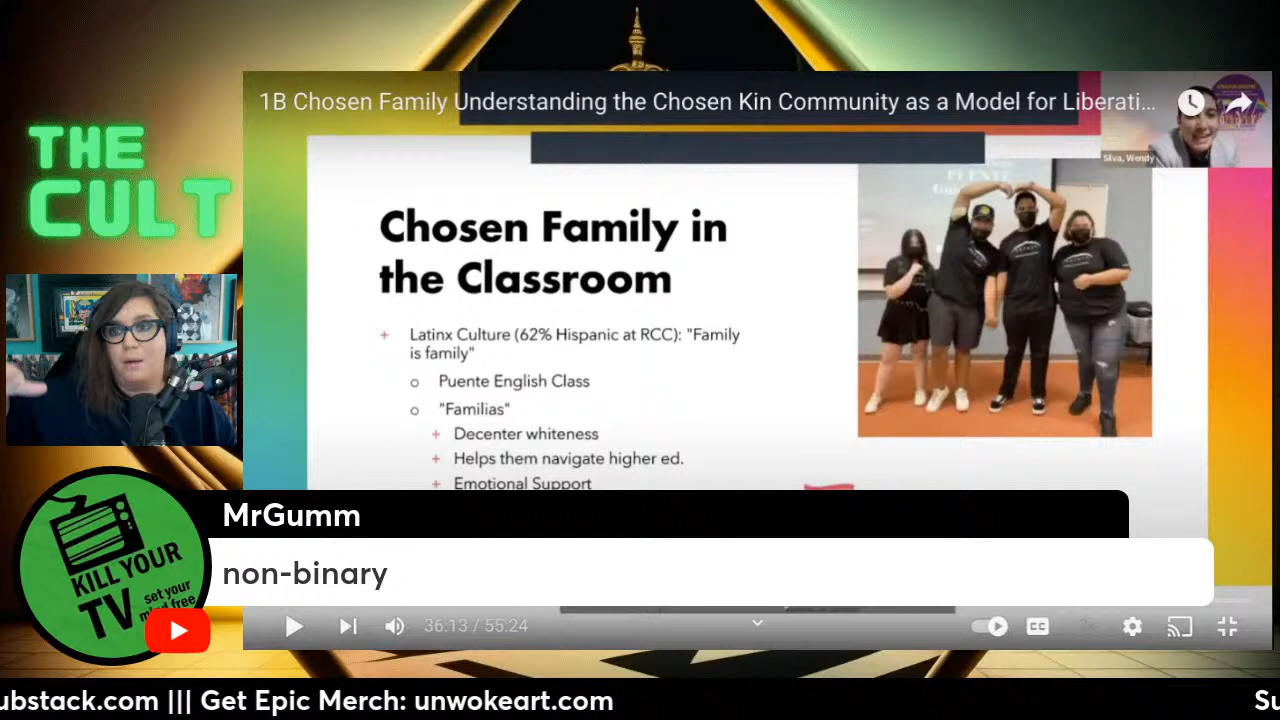 1B Chosen Family Understanding the Chosen Kin Community as a Model for Liberati...
Silva, Wendy
THE
CULT
Chosen Family in
the Classroom
+ Latinx Culture (62% Hispanic at RCC): "Family
is family"
o Puente English Class
o "Familias"
+ Decenter whiteness
+ Helps them navigate higher ed.
+ Emotional Support
PUENTE
MrGumm
non-binary
KILL YOUR
TV
set your
mind free
36:13 / 55:24
CC
2x
ubstack.com ||| Get Epic Merch: unwokeart.com
Su